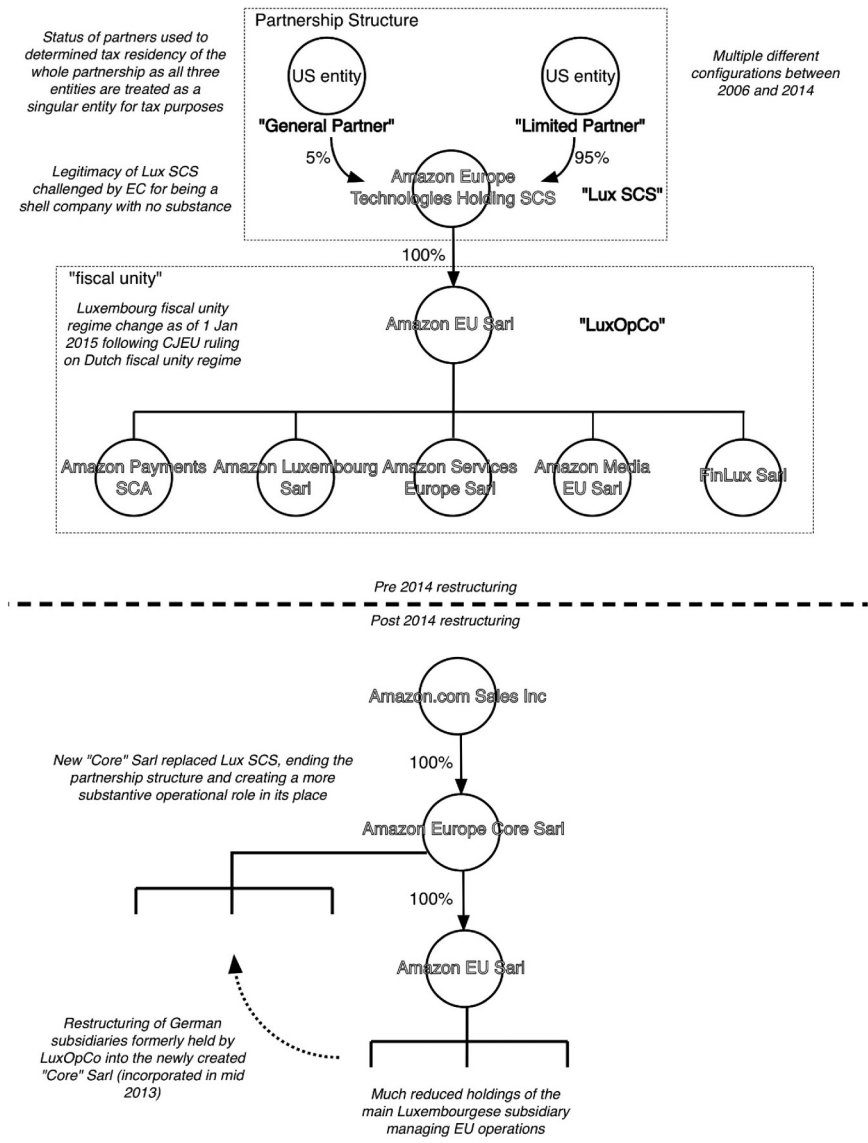 Partnership Structure
Status of partners used to
determined tax residency of the
whole partnership as all three
entities are treated as a
singular entity for tax purposes
US entity
US entity
Multiple different
configurations between
2006 and 2014
"General Partner"
"Limited Partner"
5%
95%
Legitimacy of Lux SCS
challenged by EC for being a
shell company with no substance
Amazon Europe
Technologies Holding SCS
"Lux SCS"
100%
"fiscal unity"
Luxembourg fiscal unity
regime change as of 1 Jan
2015 following CJEU ruling
on Dutch fiscal unity regime
Amazon EU Sarl
"LuxOpCo"
Amazon Payments
SCA
Amazon Luxembourg
Sarl
Amazon Services
Europe Sarl
Amazon Media
EU Sarl
FinLux Sarl
Pre 2014 restructuring
Post 2014 restructuring
Amazon.com Sales Inc
100%
New "Core" Sarl replaced Lux SCS, ending the
partnership structure and creating a more
substantive operational role in its place
Amazon Europe Core Sarl
100%
Amazon EU Sarl
Restructuring of German
subsidiaries formerly held by
LuxOpCo into the newly created
"Core" Sarl (incorporated in mid
2013)
Much reduced holdings of the
main Luxembourgese subsidiary
managing EU operations